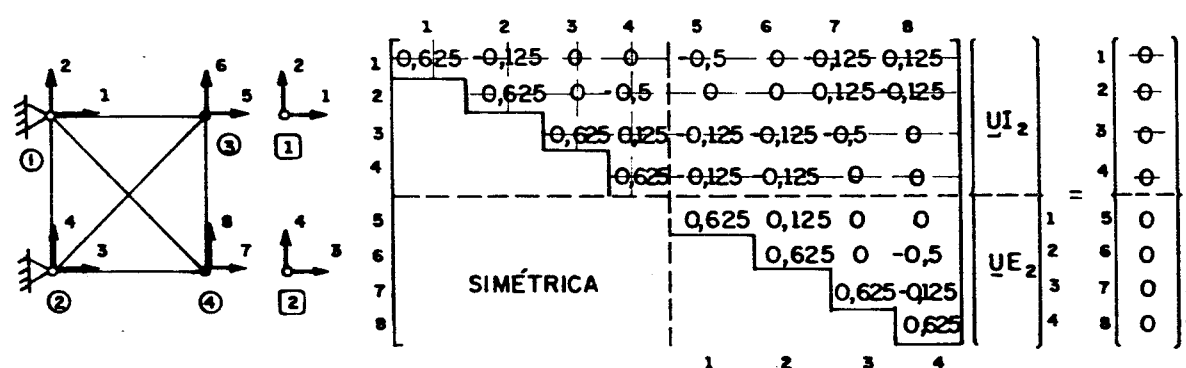 1 2 3 4 5 6 7 8
1 0,625 -0,125 0 0 -0,5 0 -0,125 0,125 1 0
2 0,625 0 -0,5 0 0 0,125 -0,125 2 0
3 0,625 0,125 -0,125 -0,125 -0,5 0 3 0
4 0,625 -0,125 -0,125 0 0 4 0
UI2
=
5 0,625 0,125 0 0 1 5 0
6 0,625 0 -0,5 2 6 0
7 0,625 -0,125 3 7 0
8 0,625 4 8 0
UE2
SIMÉTRICA
1 2 3 4
2 6 2
1 5 1
1 3 1
4 8 4
3 7 3
2 4 2